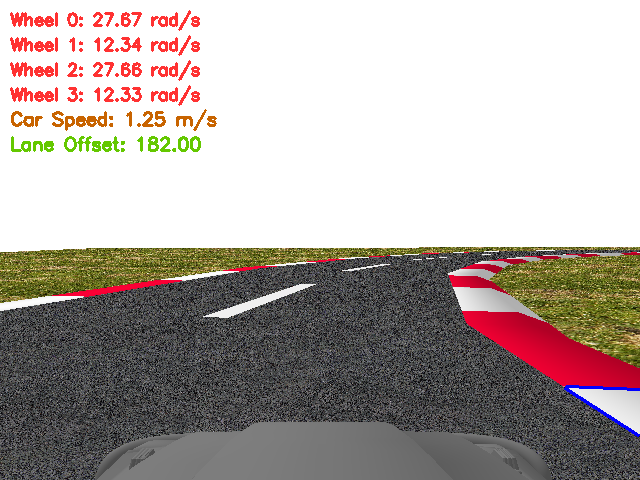 Wheel 0: 27.67 rad/s
Wheel 1: 12.34 rad/s
Wheel 2: 27.66 rad/s
Wheel 3: 12.33 rad/s
Car Speed: 1.25 m/s
Lane Offset: 182.00